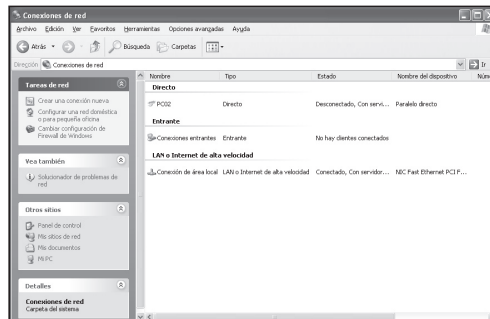 Conexiones de red
Archivo Edición Ver Favoritos Herramientas Opciones avanzadas Ayuda
Atrás Búsqueda Carpetas
Dirección Conexiones de red Ir
Nombre Tipo Estado Nombre del dispositivo Núme
Tareas de red
Crear una conexión nueva
Configurar una red doméstica
o para pequeña oficina
Cambiar configuración de
Firewall de Windows
Vea también
Solucionador de problemas de
red
Otros sitios
Panel de control
Mis sitios de red
Mis documentos
Mi PC
Detalles
Conexiones de red
Carpeta del sistema
Directo
PC02 Directo Desconectado, Con servi... Paralelo directo
Entrante
Conexiones entrantes Entrante No hay clientes conectados
LAN o Internet de alta velocidad
Conexión de área local LAN o Internet de alta velocidad Conectado, Con servidor... NIC Fast Ethernet PCI F...